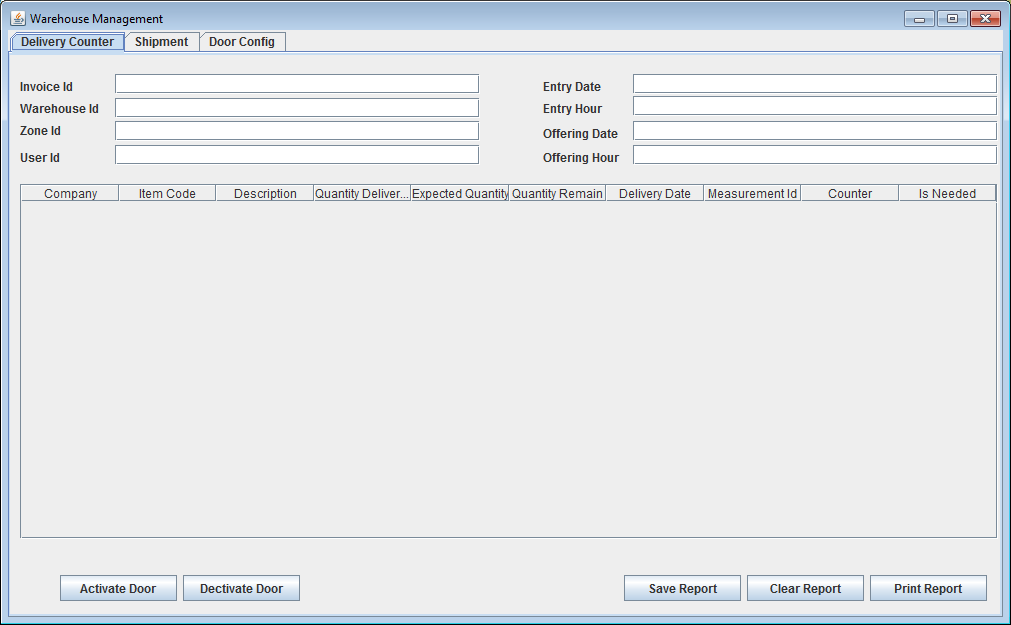 Warehouse Management
Delivery Counter Shipment Door Config
Invoice Id Entry Date
Warehouse Id Entry Hour
Zone Id Offering Date
User Id Offering Hour
Company Item Code Description Quantity Deliver... Expected Quantity Quantity Remain Delivery Date Measurement Id Counter Is Needed
Activate Door Dectivate Door Save Report Clear Report Print Report